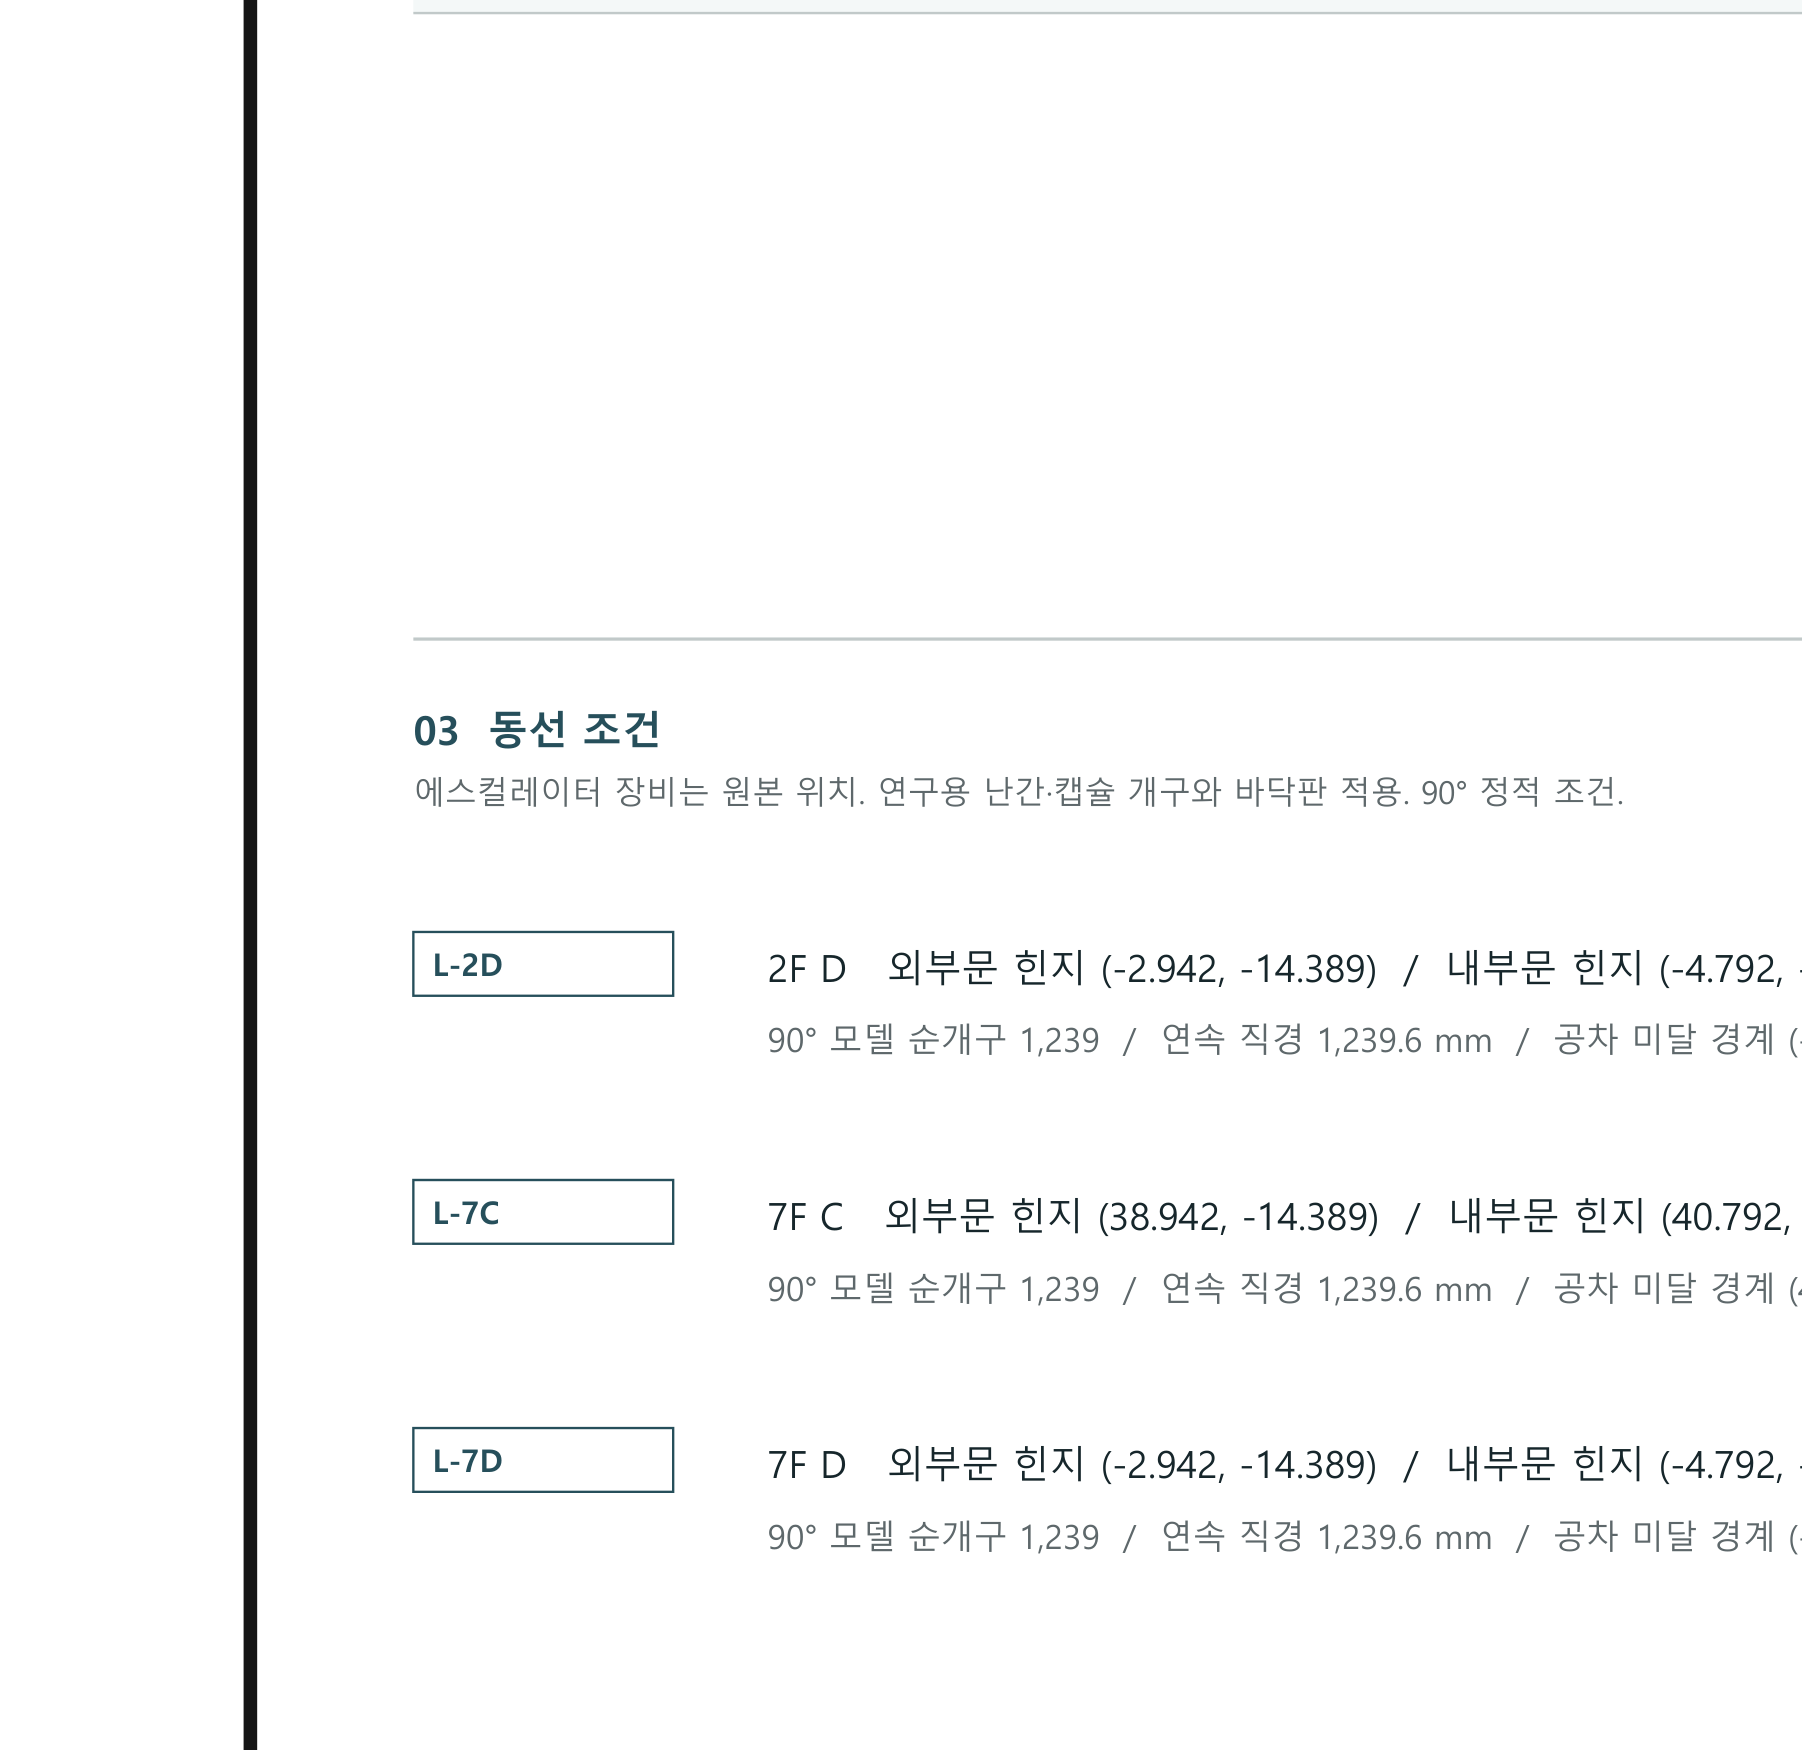 03 동선 조건
에스컬레이터 장비는 원본 위치. 연구용 난간·캡슐 개구와 바닥판 적용. 90° 정적 조건.
L-2D
2F D 외부문 힌지 (-2.942, -14.389) / 내부문 힌지 (-4.792, -
90° 모델 순개구 1,239 / 연속 직경 1,239.6 mm / 공차 미달 경계 (-
L-7C
7F C 외부문 힌지 (38.942, -14.389) / 내부문 힌지 (40.792,
90° 모델 순개구 1,239 / 연속 직경 1,239.6 mm / 공차 미달 경계 (4
L-7D
7F D 외부문 힌지 (-2.942, -14.389) / 내부문 힌지 (-4.792, -
90° 모델 순개구 1,239 / 연속 직경 1,239.6 mm / 공차 미달 경계 (-